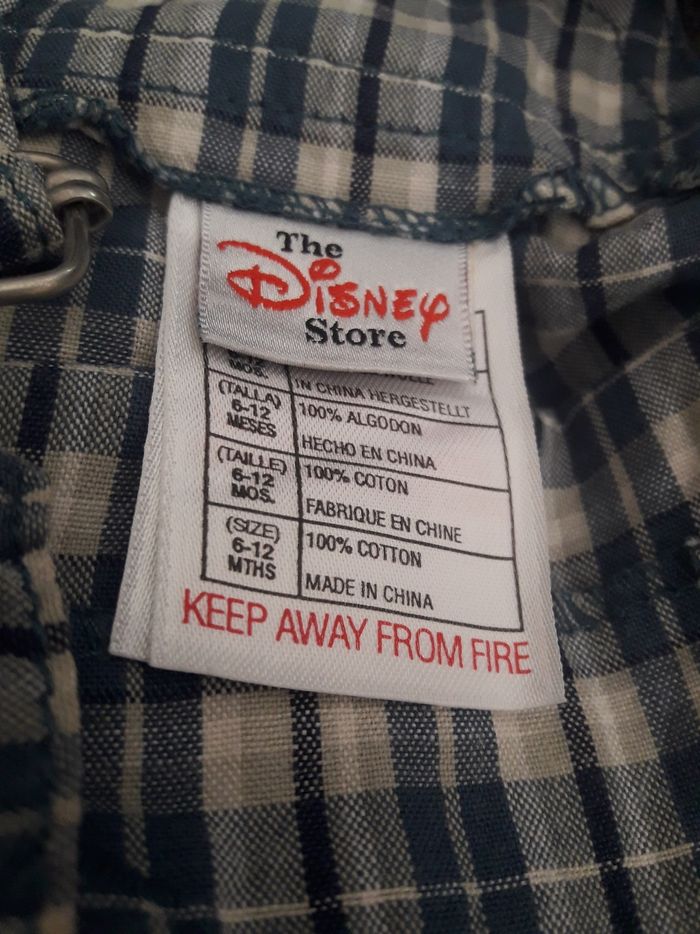 The
Disney
Store
MOS.
IN CHINA HERGESTELLT
(TALLA)
6-12
MESES
100% ALGODON
HECHO EN CHINA
(TAILLE)
6-12
MOS.
100% COTON
FABRIQUE EN CHINE
(SIZE)
6-12
MTHS
100% COTTON
MADE IN CHINA
KEEP AWAY FROM FIRE